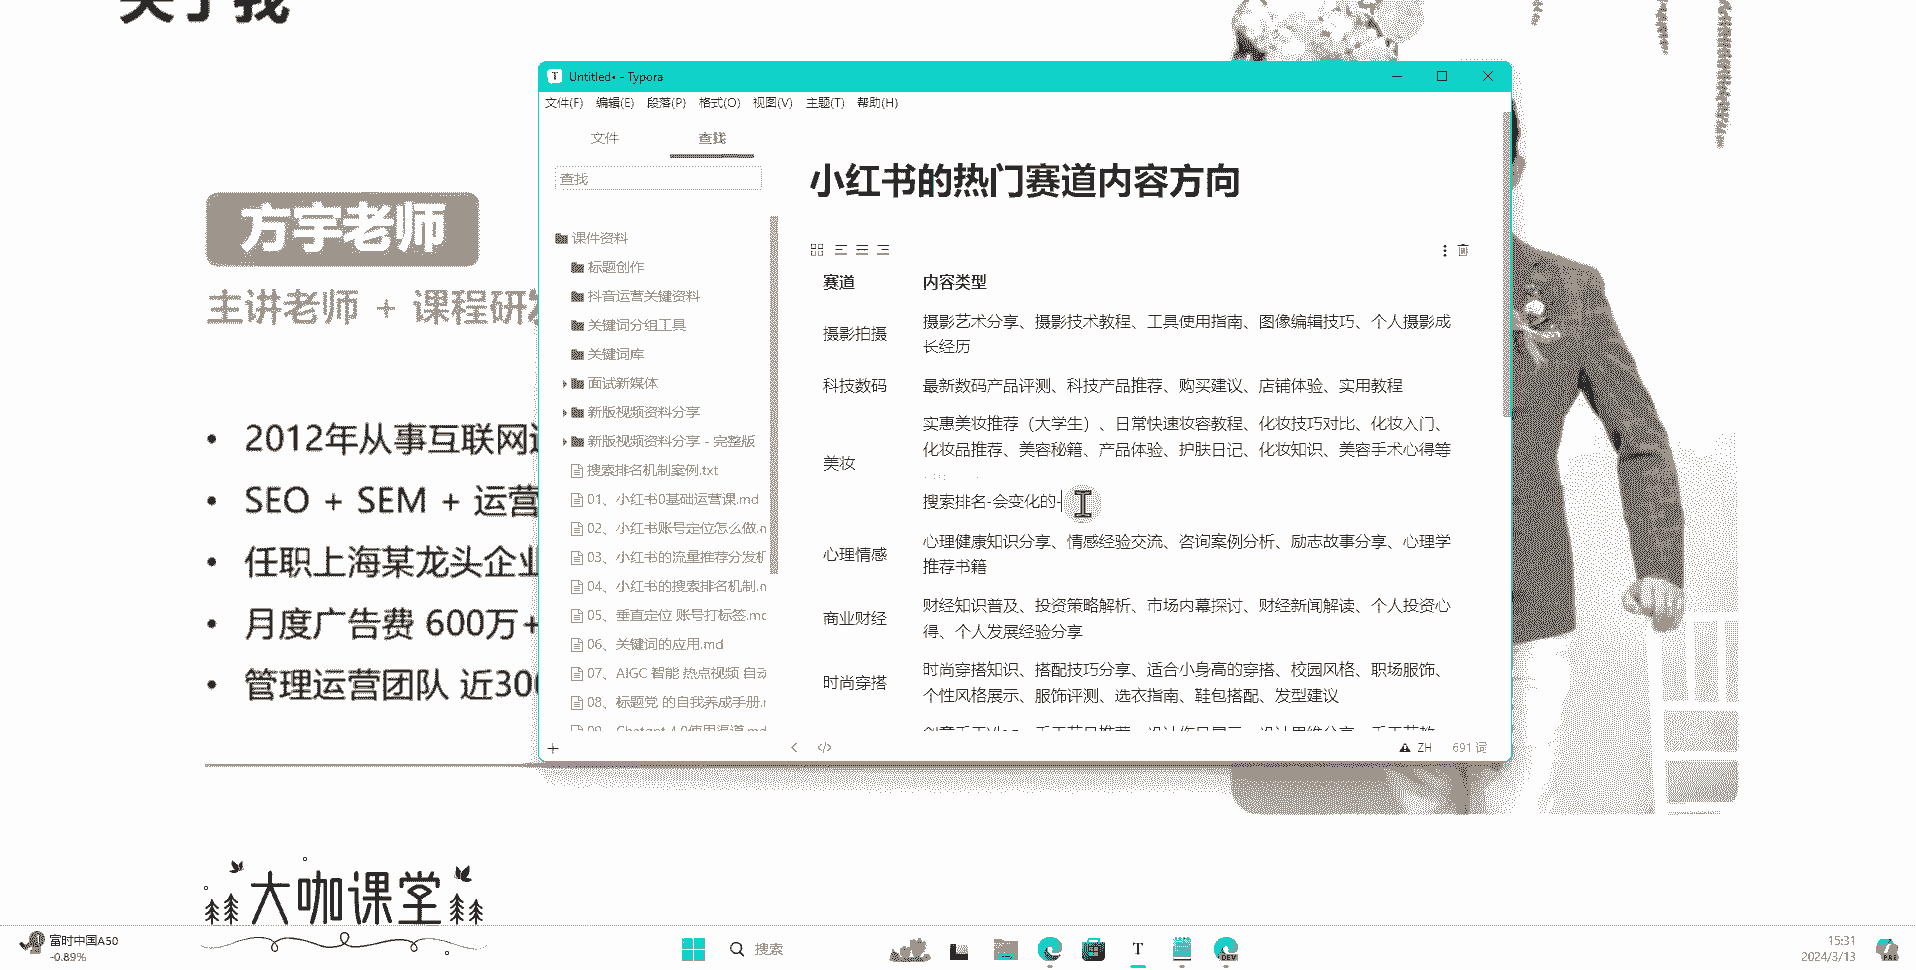 关于我
方宇老师
主讲老师 + 课程研发
2012年从事互联网
SEO + SEM + 运营
任职上海某龙头企业
月度广告费 600万+
管理运营团队 近300
大咖课堂
Untitled• - Typora
文件(F) 编辑(E) 段落(P) 格式(O) 视图(V) 主题(T) 帮助(H)
文件 查找
查找
课件资料
标题创作
抖音运营关键资料
关键词分组工具
关键词库
面试新媒体
新版视频资料分享
新版视频资料分享 - 完整版
搜索排名机制案例.txt
01、小红书0基础运营课.md
02、小红书账号定位怎么做.
03、小红书的流量推荐分发机
04、小红书的搜索排名机制.
05、垂直定位 账号打标签.md
06、关键词的应用.md
07、AIGC 智能 热点视频 自动
08、标题党 的自我养成手册.
09、Chatgpt 4.0使用渠道.md
小红书的热门赛道内容方向
赛道 内容类型
摄影拍摄 摄影艺术分享、摄影技术教程、工具使用指南、图像编辑技巧、个人摄影成
长经历
科技数码 最新数码产品评测、科技产品推荐、购买建议、店铺体验、实用教程
美妆 实惠美妆推荐（大学生）、日常快速妆容教程、化妆技巧对比、化妆入门、
化妆品推荐、美容秘籍、产品体验、护肤日记、化妆知识、美容手术心得等
....
搜索排名-会变化的-
心理情感 心理健康知识分享、情感经验交流、咨询案例分析、励志故事分享、心理学
推荐书籍
商业财经 财经知识普及、投资策略解析、市场内幕探讨、财经新闻解读、个人投资心
得、个人发展经验分享
时尚穿搭 时尚穿搭知识、搭配技巧分享、适合小身高的穿搭、校园风格、职场服饰、
个性风格展示、服饰评测、选衣指南、鞋包搭配、发型建议
ZH 691 词
富时中国A50
-0.89%
搜索
DEV
15:31
2024/3/13
PRE